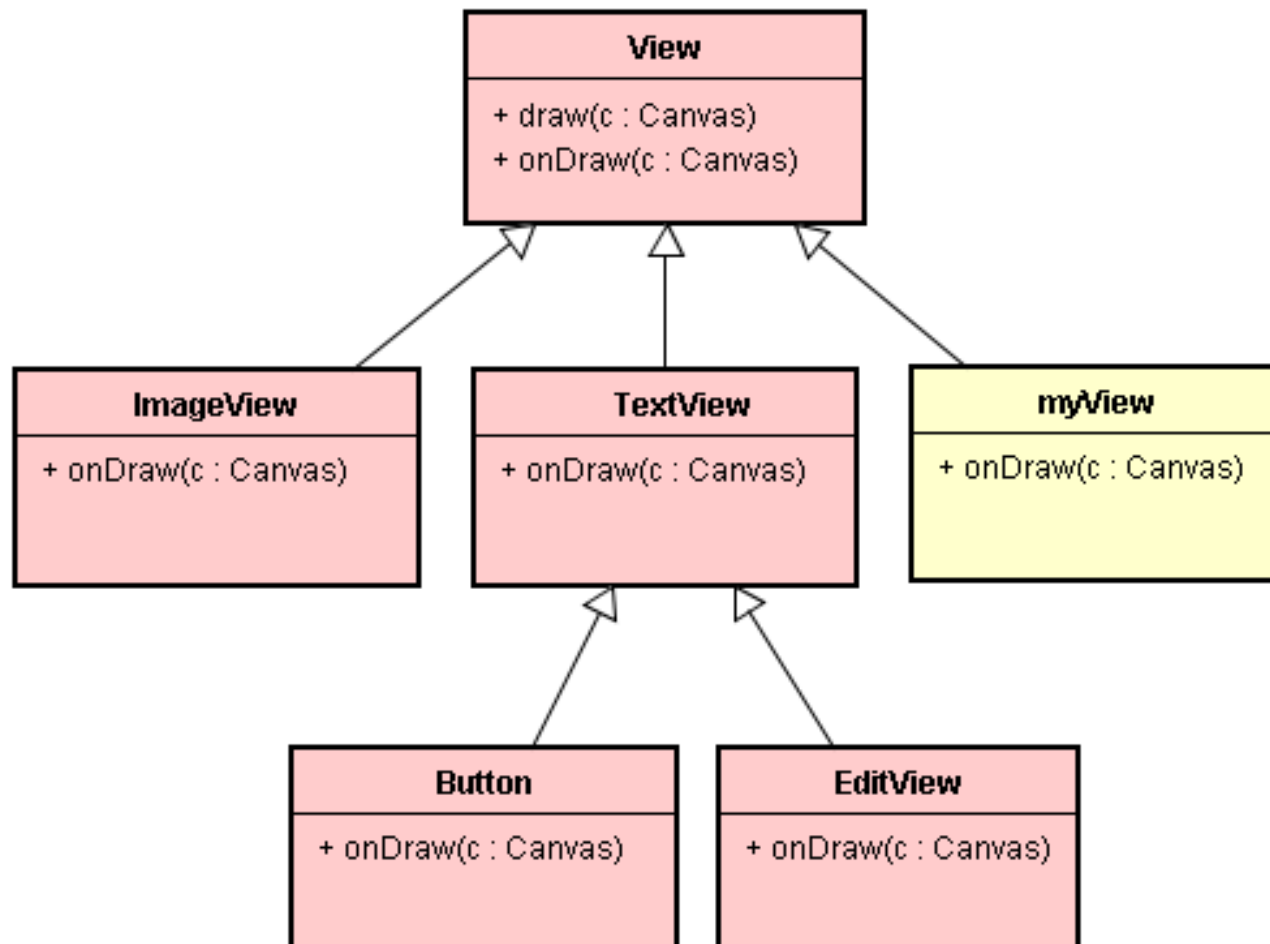 View
+ draw(c : Canvas)
+ onDraw(c : Canvas)
ImageView
+ onDraw(c : Canvas)
TextView
+ onDraw(c : Canvas)
myView
+ onDraw(c : Canvas)
Button
+ onDraw(c : Canvas)
EditView
+ onDraw(c : Canvas)